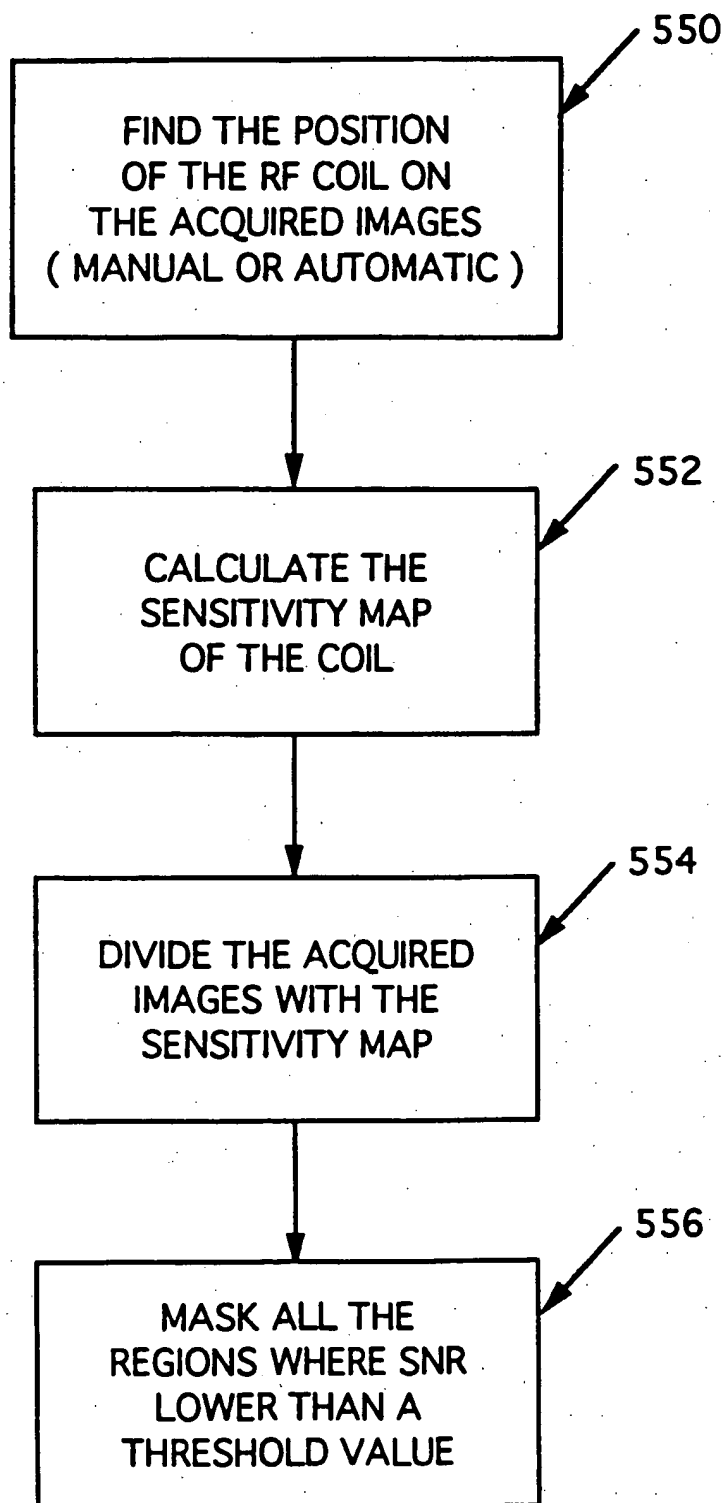 550
FIND THE POSITION
OF THE RF COIL ON
THE ACQUIRED IMAGES
( MANUAL OR AUTOMATIC )
552
CALCULATE THE
SENSITIVITY MAP
OF THE COIL
554
DIVIDE THE ACQUIRED
IMAGES WITH THE
SENSITIVITY MAP
556
MASK ALL THE
REGIONS WHERE SNR
LOWER THAN A
THRESHOLD VALUE